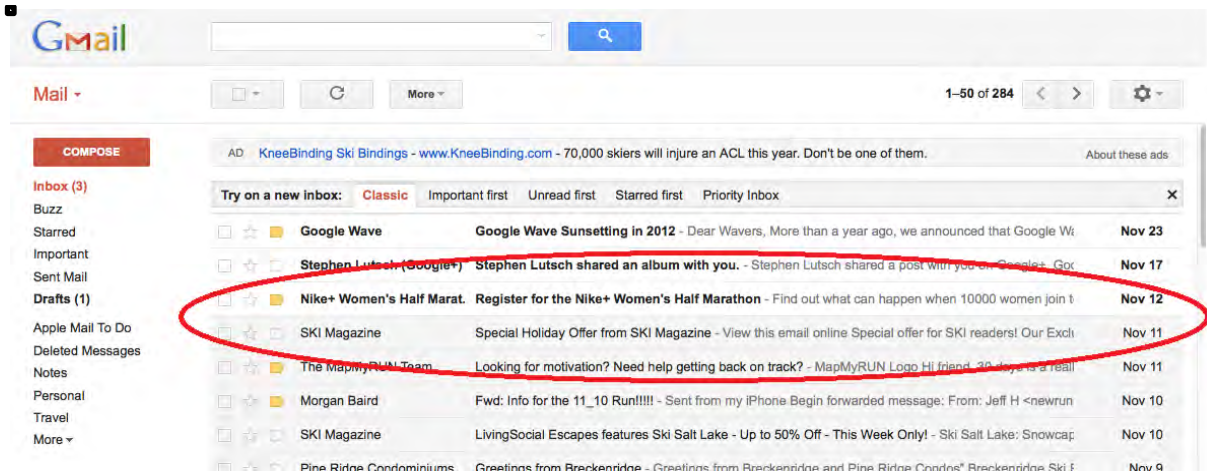 Gmail
Mail
More
1–50 of 284
COMPOSE
AD KneeBinding Ski Bindings - www.KneeBinding.com - 70,000 skiers will injure an ACL this year. Don't be one of them. About these ads
Inbox (3)
Try on a new inbox: Classic Important first Unread first Starred first Priority Inbox
Buzz
Starred
Google Wave Google Wave Sunsetting in 2012 - Dear Wavers, More than a year ago, we announced that Google
Nov 23
Important
Stephen Lutsch (Google+) Stephen Lutsch shared an album with you. - Stephen Lutsch shared a post with you on Google+.
Nov 17
Sent Mail
Drafts (1)
Nike+ Women's Half Marat. Register for the Nike+ Women's Half Marathon - Find out what can happen when 10000 women join
Nov 12
Apple Mail To Do
SKI Magazine Special Holiday Offer from SKI Magazine - View this email online Special offer for SKI readers! Our
Nov 11
Deleted Messages
Notes
The MapMyRUN Team Looking for motivation? Need help getting back on track? - MapMyRUN Logo Hi friend, 30 days is a
Nov 11
Personal
Morgan Baird Fwd: Info for the 11_10 Run!!!!! - Sent from my iPhone Begin forwarded message: From: Jeff H <newrun
Nov 10
Travel
More
SKI Magazine LivingSocial Escapes features Ski Salt Lake - Up to 50% Off - This Week Only! - Ski Salt Lake: Snowcap
Nov 10
Pine Ridge Condominiums Greetings from Breckenridge - Greetings from Breckenridge and Pine Ridge Condos" Breckenridge Ski
Nov 9